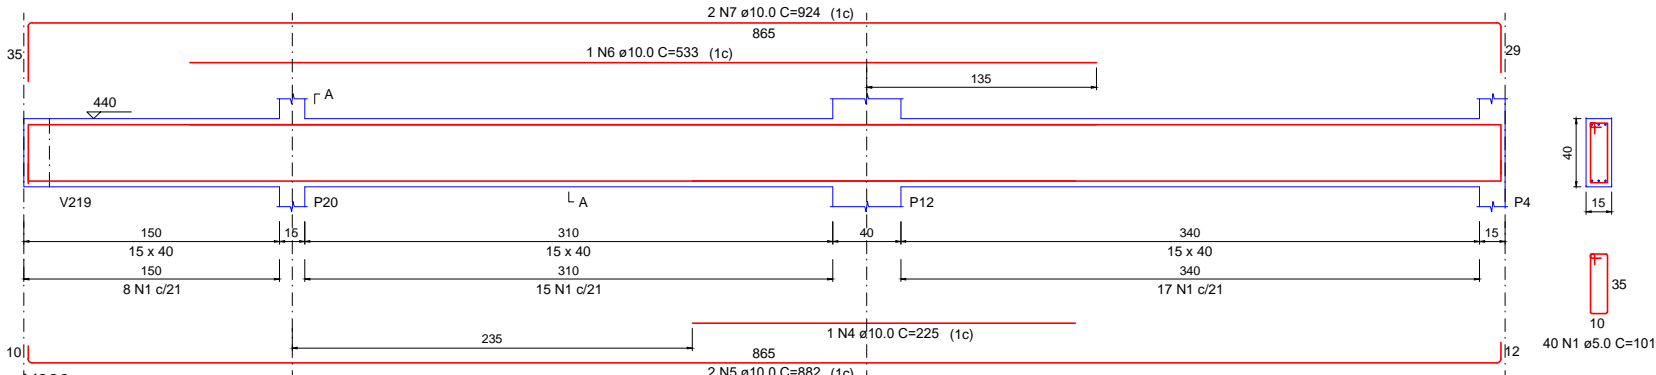 2 N7 ø10.0 C=924 (1c)
865
35
29
1 N6 ø10.0 C=533 (1c)
135
440
A
40
15
V219
P20
A
P12
P4
150
15
310
40
340
15
15 x 40
15 x 40
15 x 40
150
310
340
8 N1 c/21
15 N1 c/21
17 N1 c/21
35
10
40 N1 ø5.0 C=101
1 N4 ø10.0 C=225 (1c)
235
865
10
12
2 N5 ø10.0 C=882 (1c)